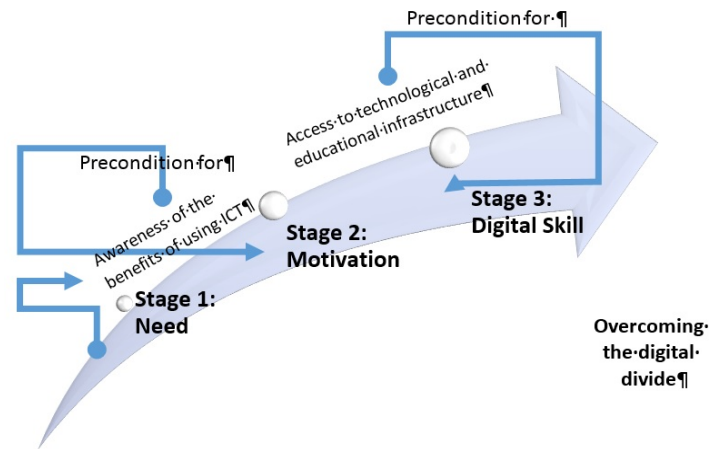 Precondition·for·¶
Access·to·technological·and·
educational·infrastructure¶
Precondition·for¶
Awareness·of·the·
benefits·of·using·ICT¶
Stage 1:
Need
Stage 2:
Motivation
Stage 3:
Digital Skill
Overcoming·
the·digital·
divide¶